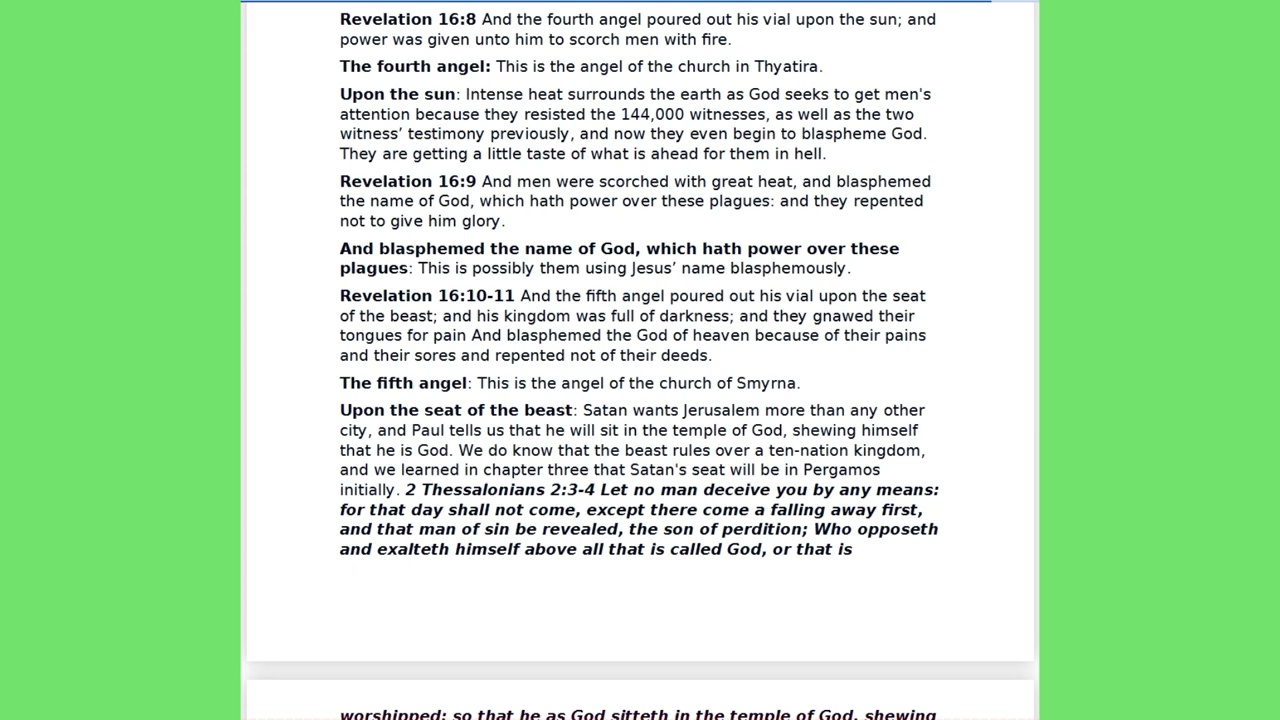 Revelation 16:8 And the fourth angel poured out his vial upon the sun; and
power was given unto him to scorch men with fire.
The fourth angel: This is the angel of the church in Thyatira.
Upon the sun: Intense heat surrounds the earth as God seeks to get men's
attention because they resisted the 144,000 witnesses, as well as the two
witness’ testimony previously, and now they even begin to blaspheme God.
They are getting a little taste of what is ahead for them in hell.
Revelation 16:9 And men were scorched with great heat, and blasphemed
the name of God, which hath power over these plagues: and they repented
not to give him glory.
And blasphemed the name of God, which hath power over these
plagues: This is possibly them using Jesus’ name blasphemously.
Revelation 16:10-11 And the fifth angel poured out his vial upon the seat
of the beast; and his kingdom was full of darkness; and they gnawed their
tongues for pain And blasphemed the God of heaven because of their pains
and their sores and repented not of their deeds.
The fifth angel: This is the angel of the church of Smyrna.
Upon the seat of the beast: Satan wants Jerusalem more than any other
city, and Paul tells us that he will sit in the temple of God, shewing himself
that he is God. We do know that the beast rules over a ten-nation kingdom,
and we learned in chapter three that Satan's seat will be in Pergamos
initially. 2 Thessalonians 2:3-4 Let no man deceive you by any means:
for that day shall not come, except there come a falling away first,
and that man of sin be revealed, the son of perdition; Who opposeth
and exalteth himself above all that is called God, or that is
worshipped; so that he as God sitteth in the temple of God, shewing